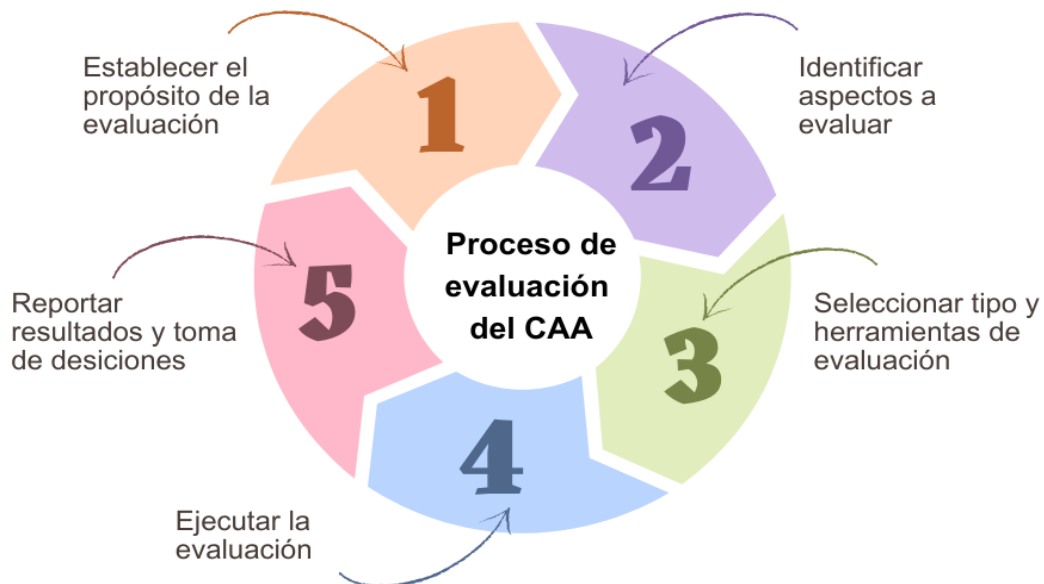 Establecer el
propósito de la
evaluación
1
2
Identificar
aspectos a
evaluar
Proceso de
evaluación
del CAA
Reportar
resultados y toma
de desiciones
5
3
Seleccionar tipo y
herramientas de
evaluación
4
Ejecutar la
evaluación